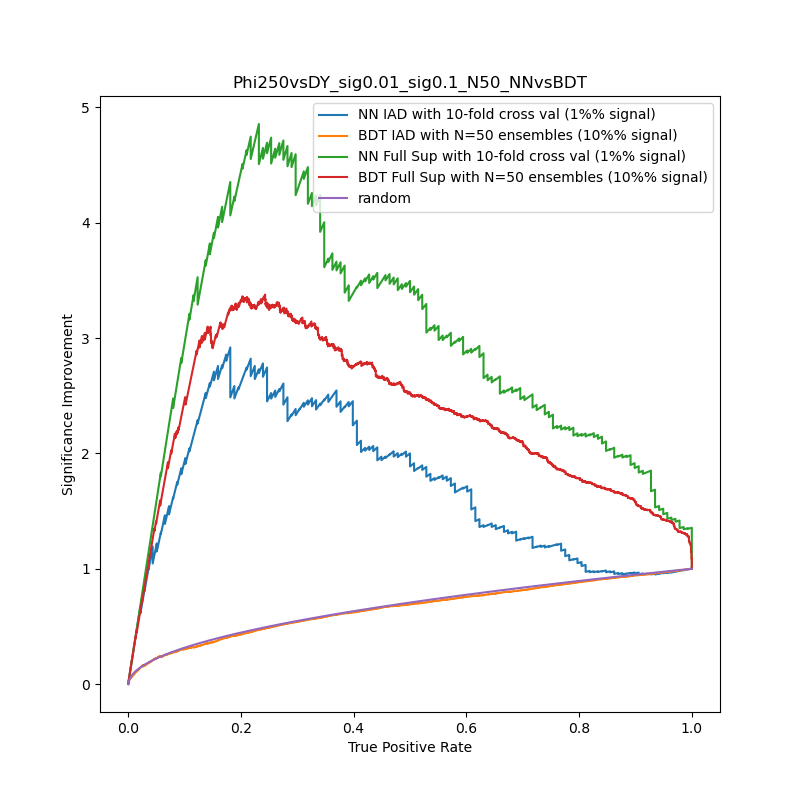 Phi250vsDY_sig0.01_sig0.1_N50_NNvsBDT
NN IAD with 10-fold cross val (1%% signal)
BDT IAD with N=50 ensembles (10%% signal)
NN Full Sup with 10-fold cross val (1%% signal)
BDT Full Sup with N=50 ensembles (10%% signal)
random
Significance Improvement
5
4
3
2
1
0
0.0
0.2
0.4
0.6
0.8
1.0
True Positive Rate